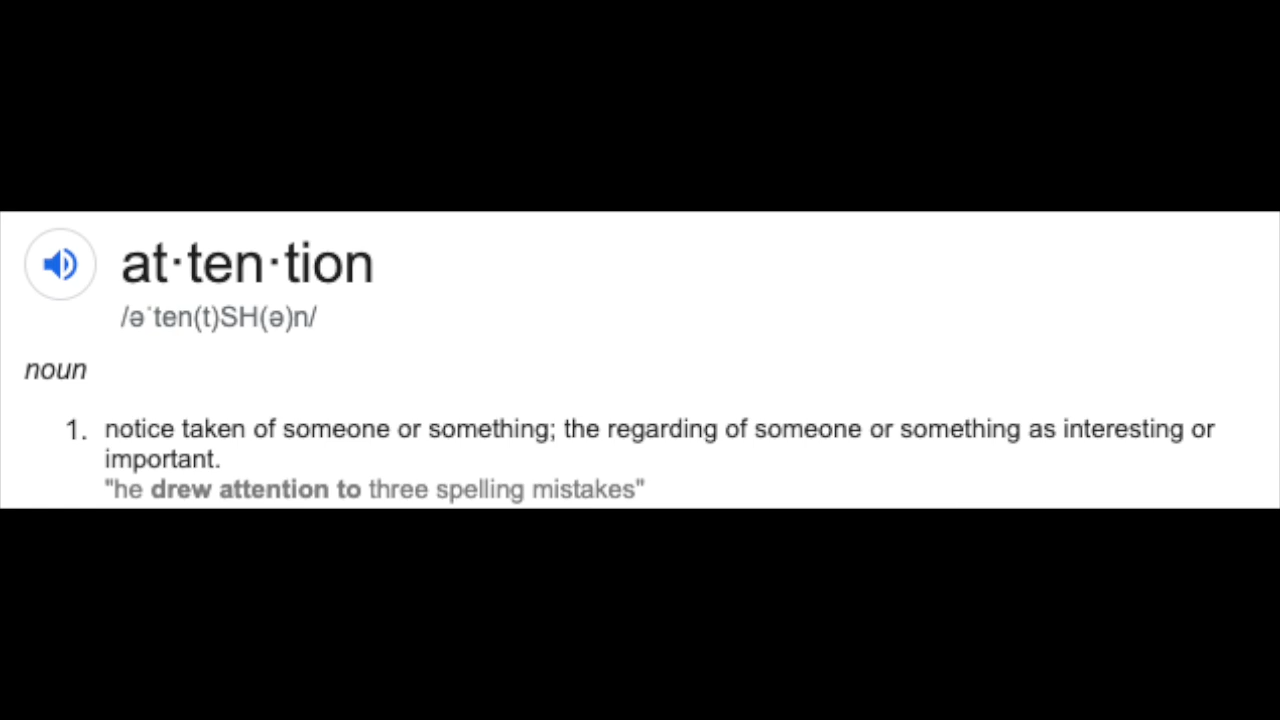 at·ten·tion
/əˈten(t)SH(ə)n/
noun
1. notice taken of someone or something; the regarding of someone or something as interesting or
important.
"he drew attention to three spelling mistakes"